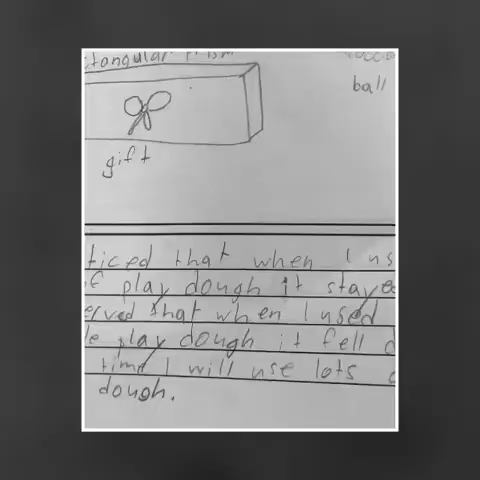 ctangular Prism
ball
gift
ticed that when I us
f play dough it staye
erved that when I used
le play dough it fell
time I will use lots
dough.